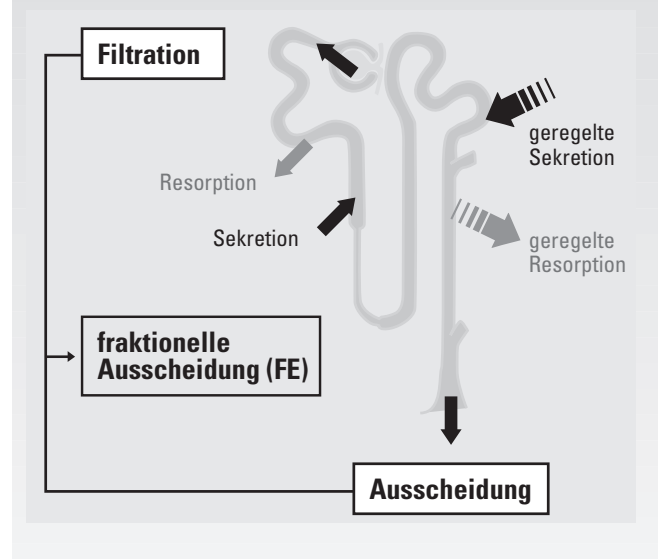 Filtration
geregelte
Sekretion
Resorption
Sekretion
geregelte
Resorption
fraktionelle
Ausscheidung (FE)
Ausscheidung